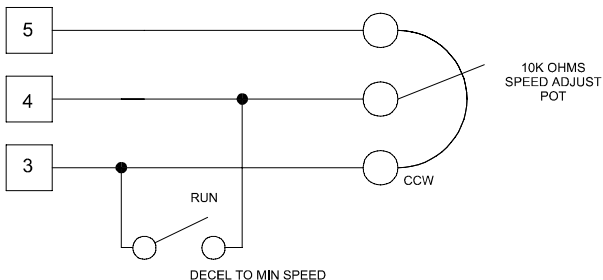 5
10K OHMS
SPEED ADJUST
POT
4
3
CCW
RUN
DECEL TO MIN SPEED